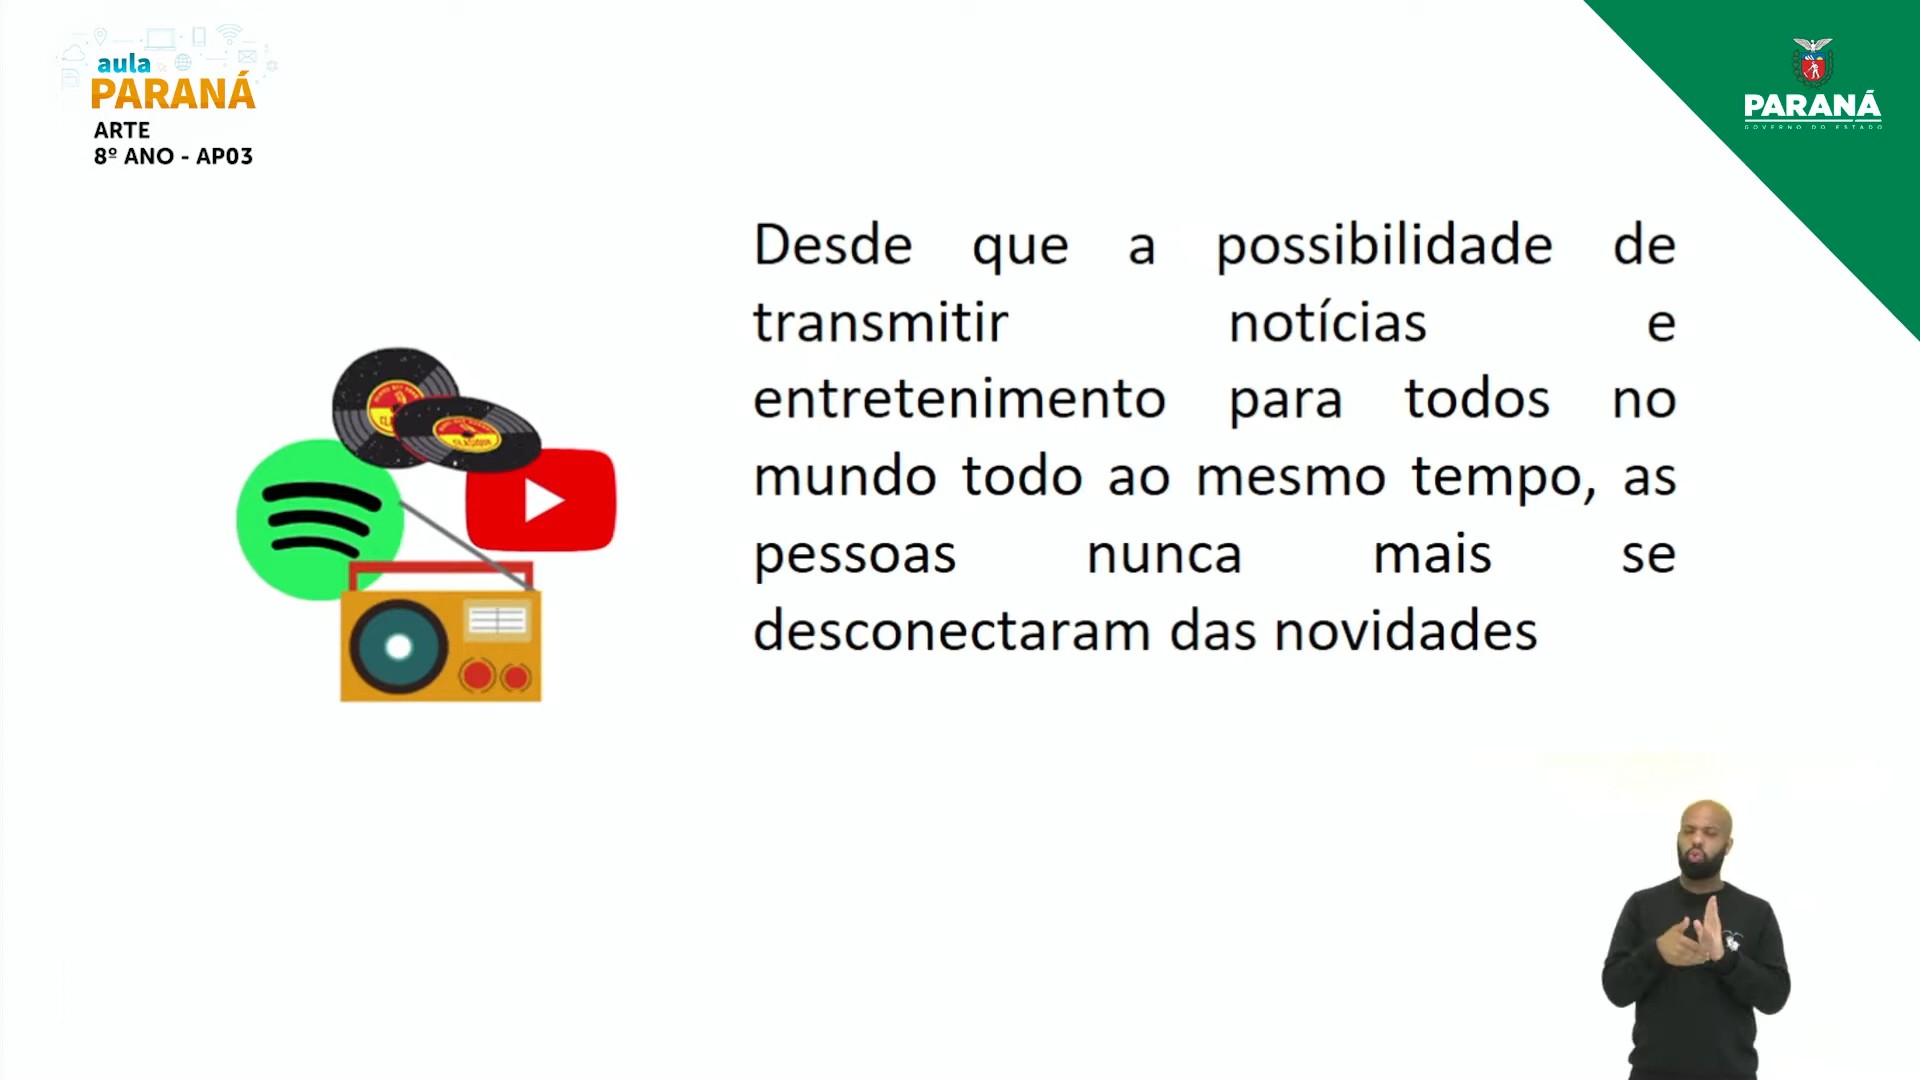 aula
PARANÁ
ARTE
8º ANO - AP03
PARANÁ
GOVERNO DO ESTADO
Desde que a possibilidade de
transmitir notícias e
entretenimento para todos no
mundo todo ao mesmo tempo, as
pessoas nunca mais se
desconectaram das novidades